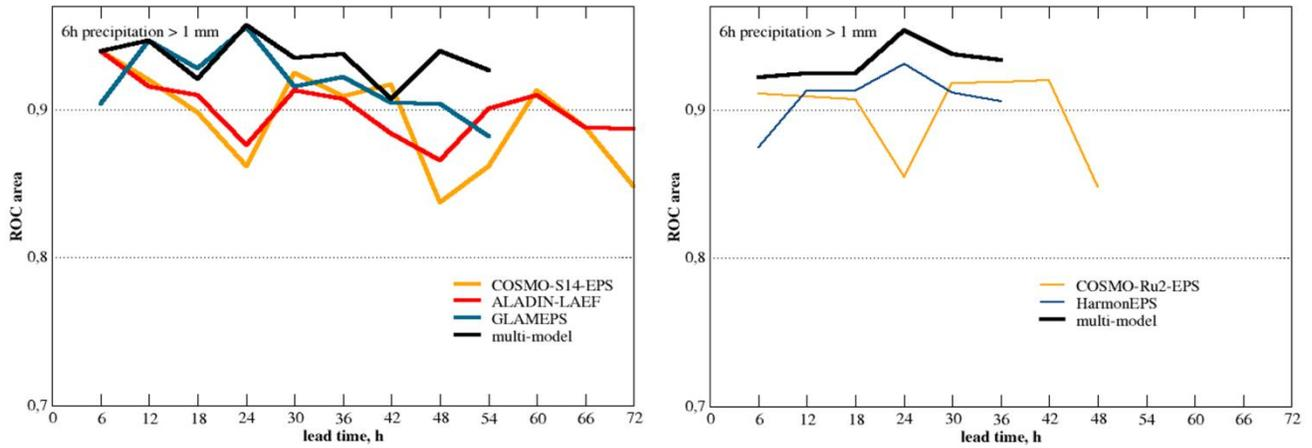 6h precipitation > 1 mm
0,9
0,8
0,7
ROC area
COSMO-S14-EPS
ALADIN-LAEF
GLAMEPS
multi-model
0 6 12 18 24 30 36 42 48 54 60 66 72
lead time, h
6h precipitation > 1 mm
0,9
0,8
0,7
ROC area
COSMO-Ru2-EPS
HarmonEPS
multi-model
0 6 12 18 24 30 36 42 48 54 60 66 72
lead time, h